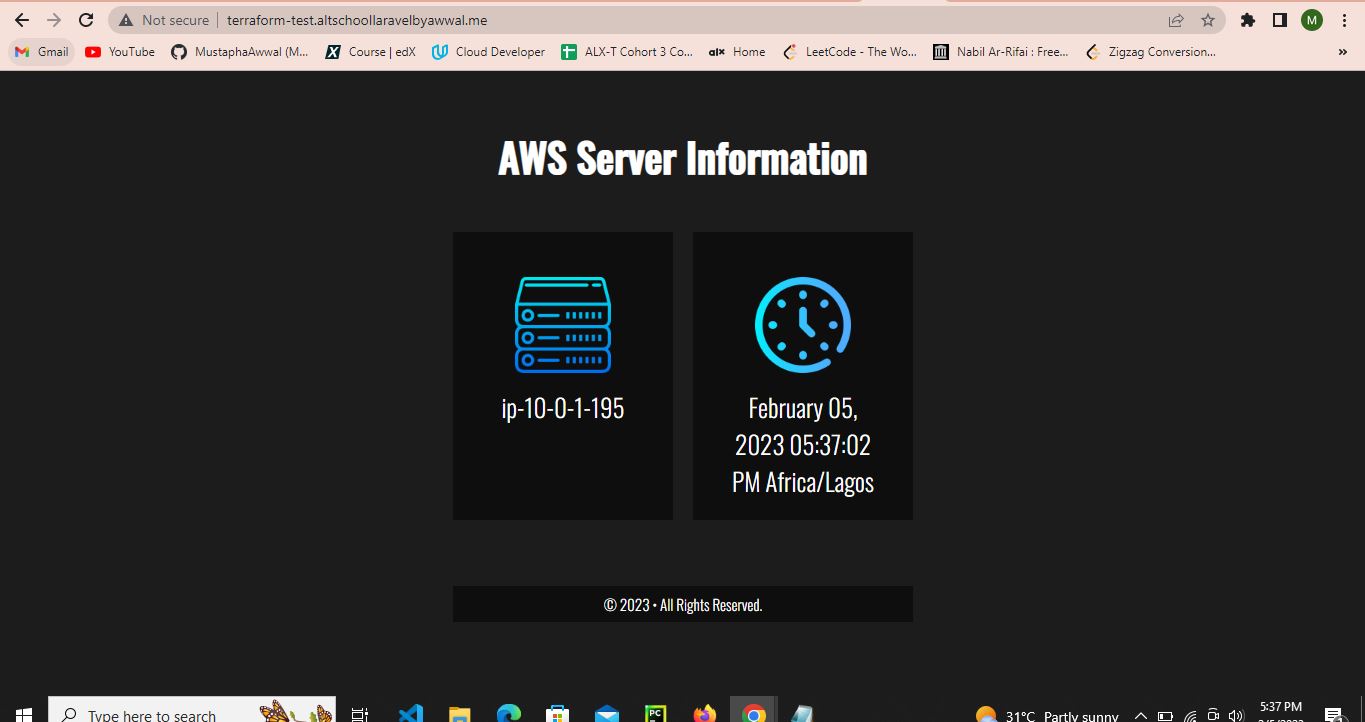 Not secure terraform-test.altschoollaravelbyawwal.me M
Gmail YouTube MustaphaAwwal (M... Course | edX Cloud Developer ALX-T Cohort 3 Co... alx Home LeetCode - The Wo... Nabil Ar-Rifai : Free... Zigzag Conversion... »
AWS Server Information
ip-10-0-1-195
February 05,
2023 05:37:02
PM Africa/Lagos
© 2023 • All Rights Reserved.
Type here to search PC 31°C Partly sunny 5:37 PM